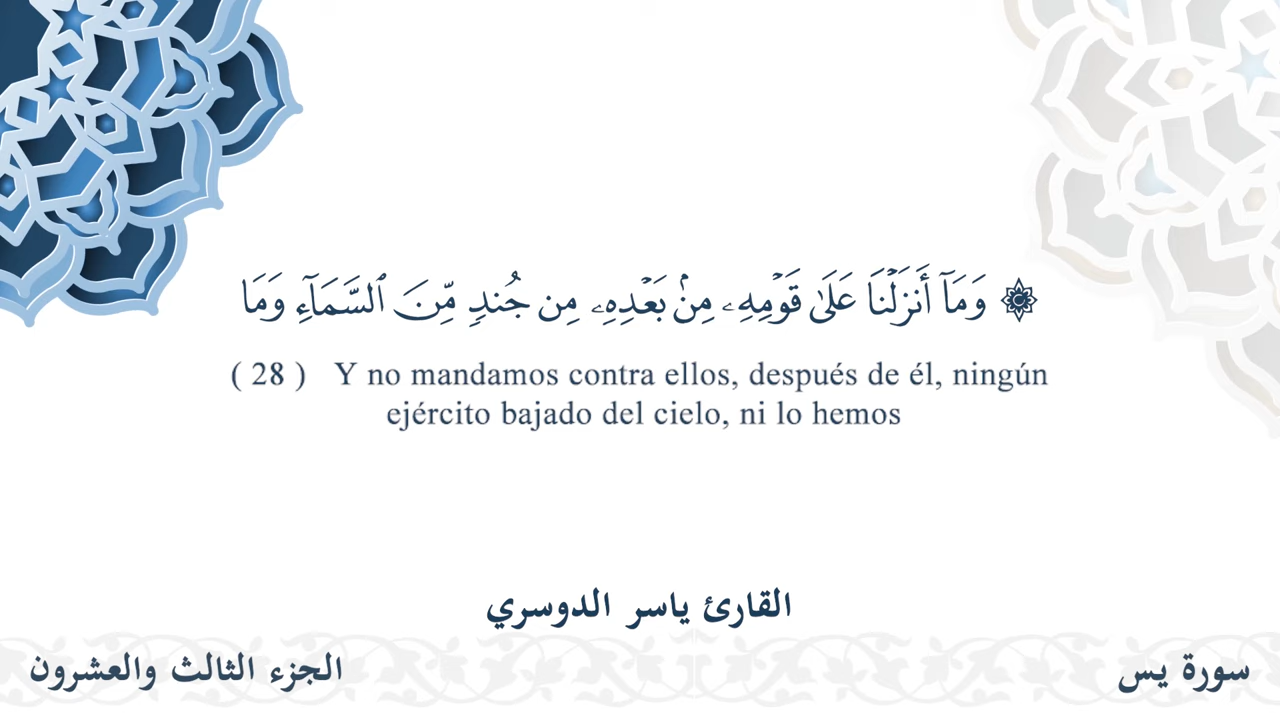 ۞ وَمَآ أَنزَلْنَا عَلَىٰ قَوْمِهِۦ مِنۢ بَعْدِهِۦ مِن جُندٍ مِّنَ ٱلسَّمَآءِ وَمَا
( 28 ) Y no mandamos contra ellos, después de él, ningún
ejército bajado del cielo, ni lo hemos
القارئ ياسر الدوسري
سورة يس
الجزء الثالث والعشرون